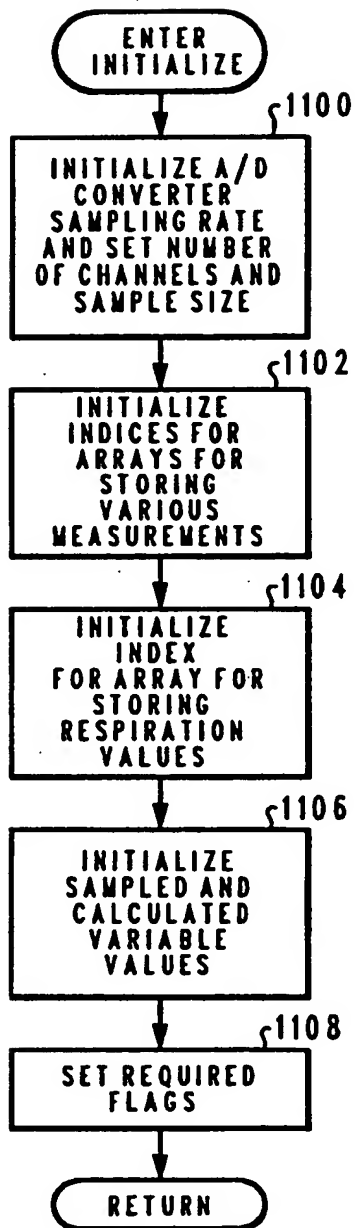 ENTER
INITIALIZE
1100
INITIALIZE A/D
CONVERTER
SAMPLING RATE
AND SET NUMBER
OF CHANNELS AND
SAMPLE SIZE
1102
INITIALIZE
INDICES FOR
ARRAYS FOR
STORING
VARIOUS
MEASUREMENTS
1104
INITIALIZE
INDEX
FOR ARRAY FOR
STORING
RESPIRATION
VALUES
1106
INITIALIZE
SAMPLED AND
CALCULATED
VARIABLE
VALUES
1108
SET REQUIRED
FLAGS
RETURN